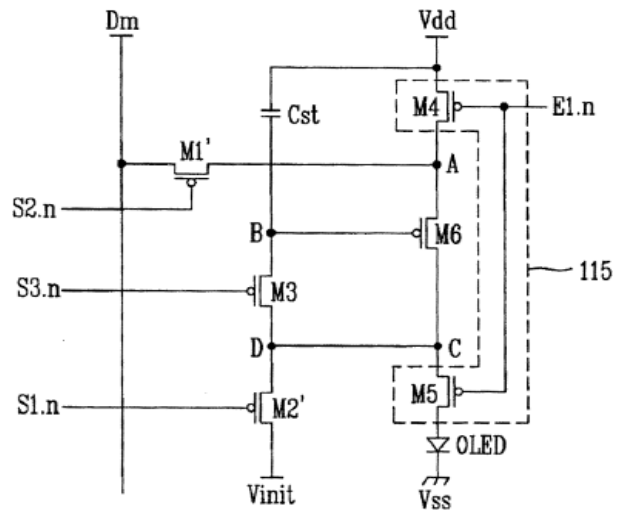 Dm
Vdd
M4
E1.n
Cst
M1'
A
S2.n
B
M6
S3.n
M3
115
D
C
S1.n
M2'
M5
OLED
Vinit
Vss